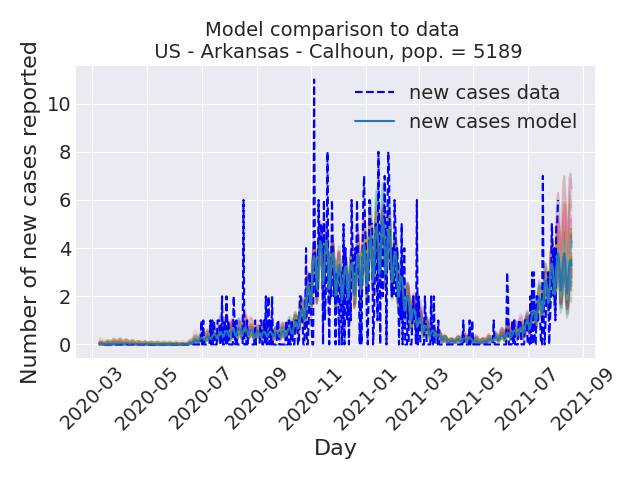 Model comparison to data
US - Arkansas - Calhoun, pop. = 5189
Number of new cases reported
10
8
6
4
2
0
new cases data
new cases model
2020-03
2020-05
2020-07
2020-09
2020-11
2021-01
2021-03
2021-05
2021-07
2021-09
Day